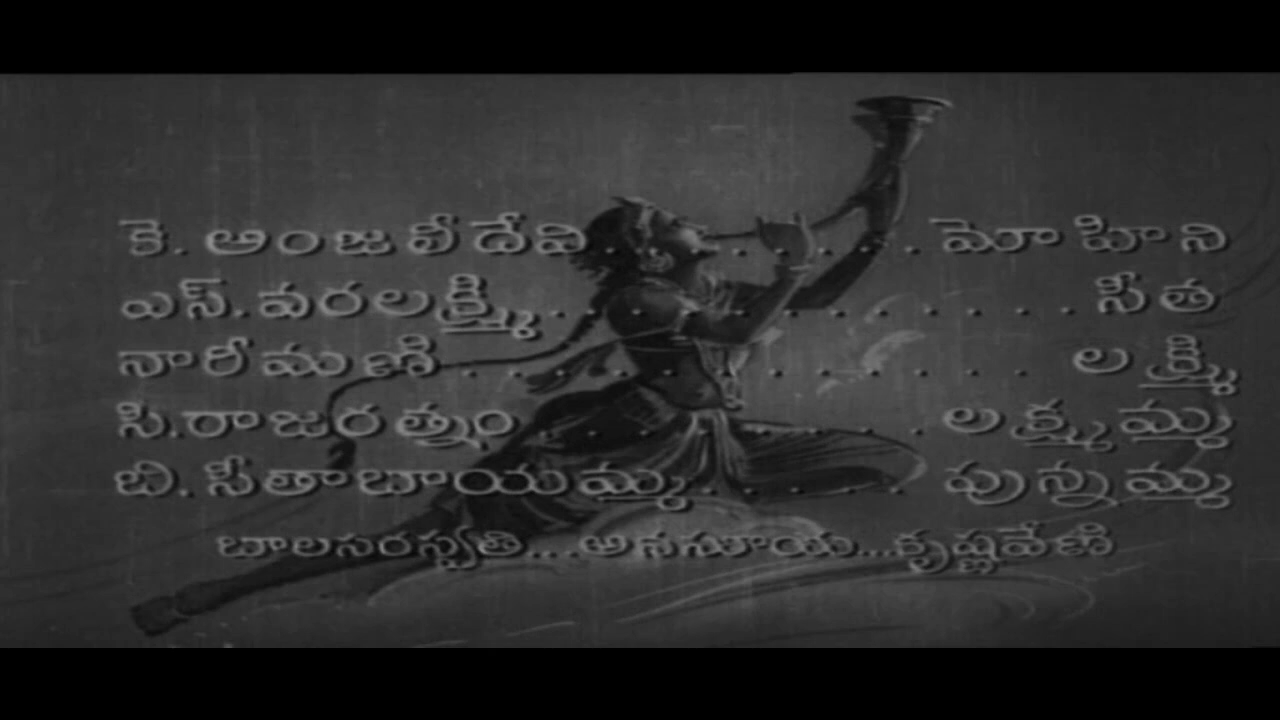 కె. అంజలీదేవి . . . . . . . . మోహిని
ఎస్. వరలక్ష్మి . . . . . . . . . . . . . సీత
నారీమణి . . . . . . . . . . . . . లక్ష్మి
సి. రాజరత్నం . . . . . . . . . లక్ష్మమ్మ
బి. సీతాబాయమ్మ . . . . . . పున్నమ్మ
బాలసరస్వతి....అనసూయ...కృష్ణవేణి